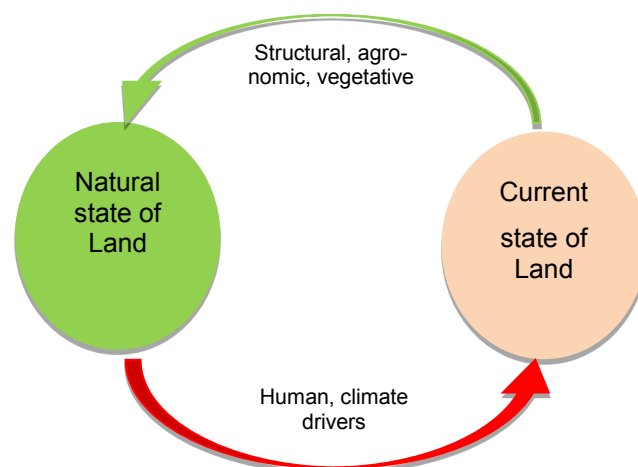 Structural, agro-
nomic, vegetative
Natural
state of
Land
Current
state of
Land
Human, climate
drivers